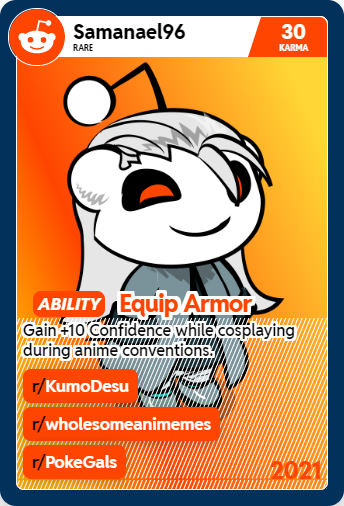 Samanael96
RARE
30
KARMA
ABILITY Equip Armor
Gain +10 Confidence while cosplaying
during anime conventions.
r/KumoDesu
r/wholesomeanimemes
r/PokeGals
2021